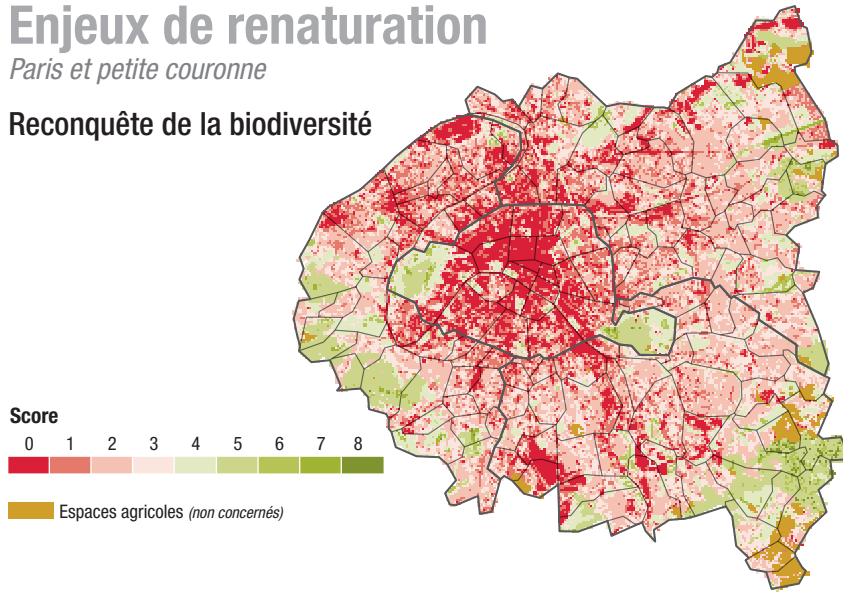 Enjeux de renaturation
Paris et petite couronne
Reconquête de la biodiversité
Score
0 1 2 3 4 5 6 7 8
Espaces agricoles (non concernés)